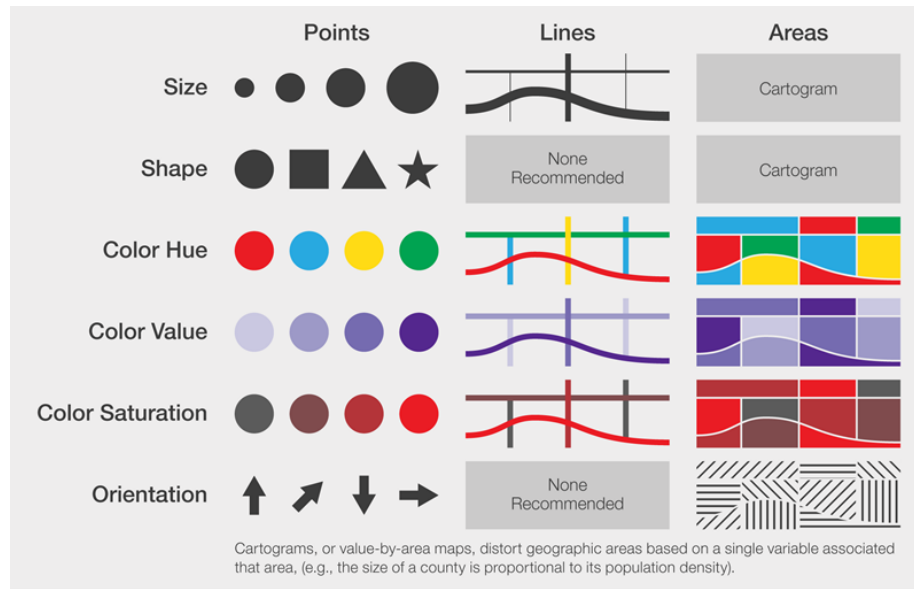 Points Lines Areas
Size
Cartogram
Shape
None
Recommended
Cartogram
Color Hue
Color Value
Color Saturation
Orientation
None
Recommended
Cartograms, or value-by-area maps, distort geographic areas based on a single variable associated
that area, (e.g., the size of a county is proportional to its population density).